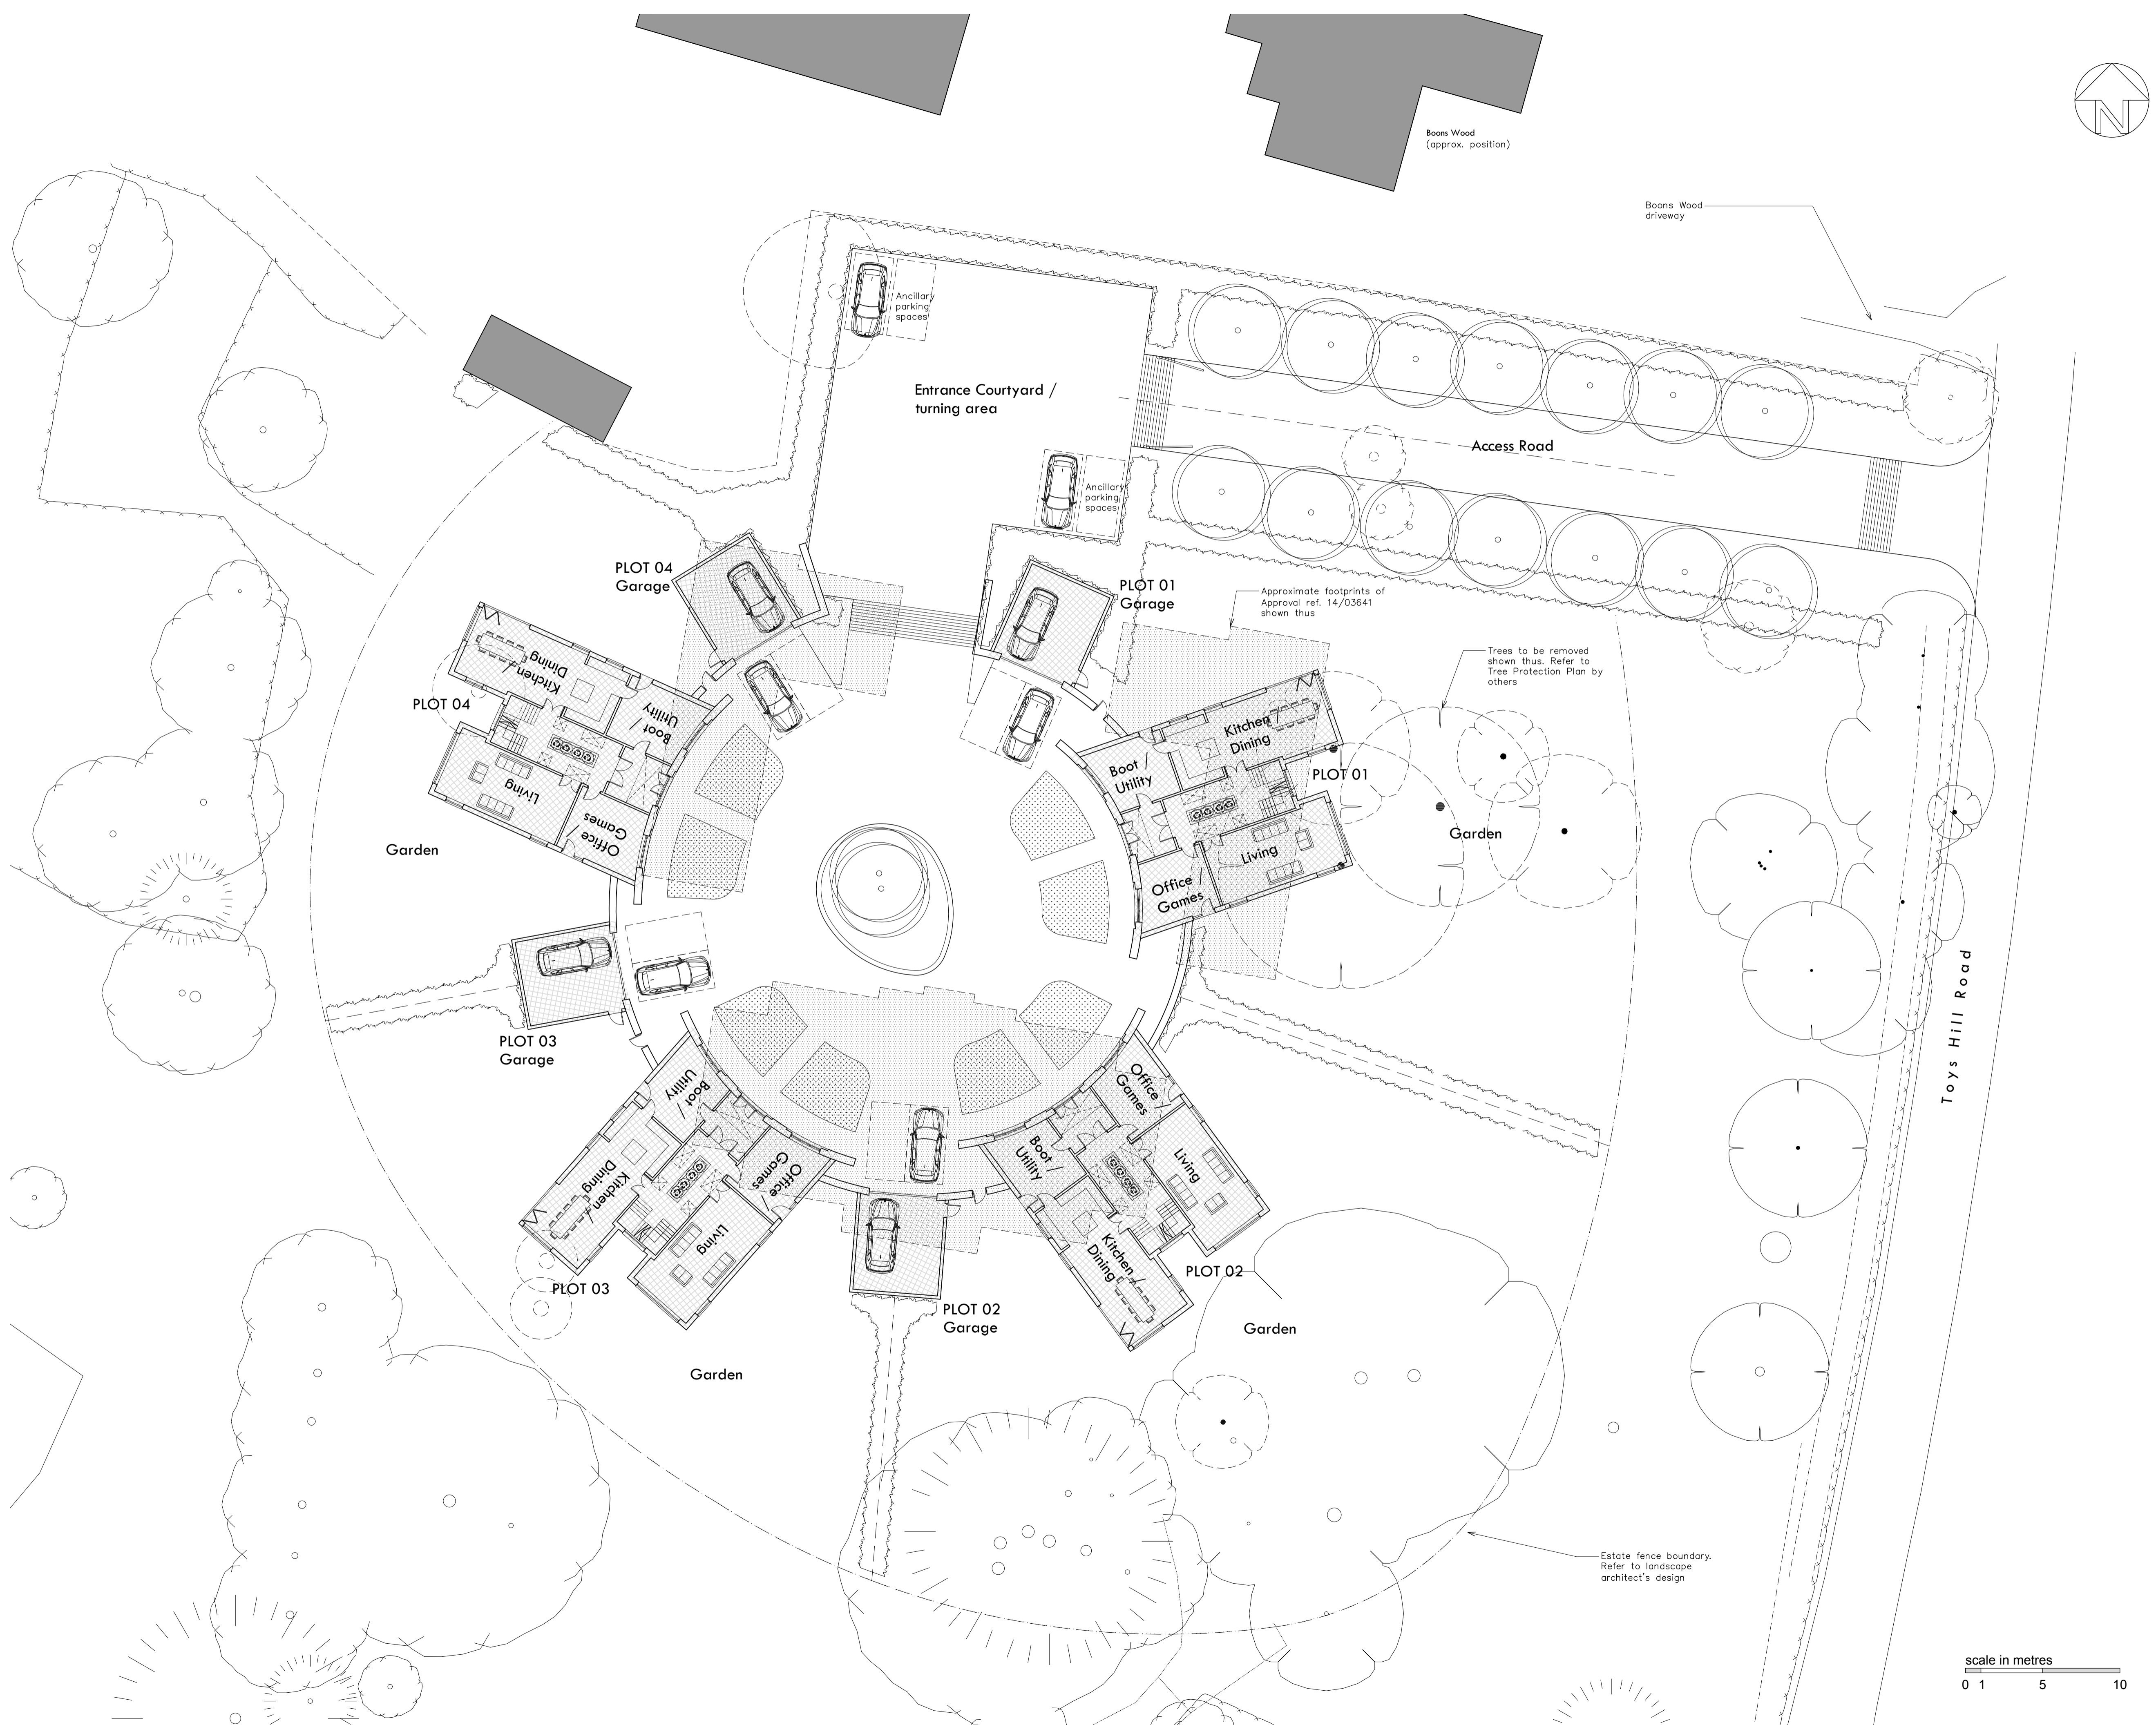 N
Boons Wood
(approx. position)
Boons Wood
driveway
Ancillary
parking
spaces
Entrance Courtyard /
turning area
Access Road
Ancillary
parking
spaces
PLOT 04
Garage
PLOT 01
Garage
Approximate footprints of
Approval ref. 14/03641
shown thus
Trees to be removed
shown thus. Refer to
Tree Protection Plan by
others
Kitchen /
Dining
Boot /
Utility
PLOT 04
Living
Office /
Games
Kitchen /
Dining
Boot /
Utility
PLOT 01
Living
Office /
Games
Garden
Garden
Toys Hill Road
PLOT 03
Garage
Boot /
Utility
Kitchen /
Dining
Office /
Games
Living
PLOT 03
Office /
Games
Boot /
Utility
Living
Kitchen /
Dining
PLOT 02
PLOT 02
Garage
Garden
Garden
Estate fence boundary.
Refer to landscape
architect's design
scale in metres
0 1 5 10